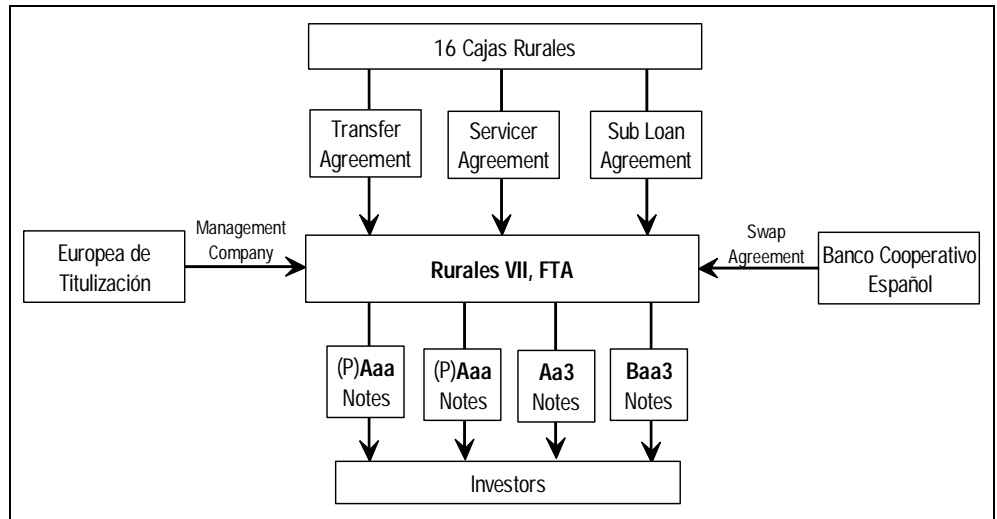 16 Cajas Rurales
Transfer
Agreement
Servicer
Agreement
Sub Loan
Agreement
Europea de
Titulización
Management
Company
Rurales VII, FTA
Swap
Agreement
Banco Cooperativo
Español
(P)Aaa
Notes
(P)Aaa
Notes
Aa3
Notes
Baa3
Notes
Investors